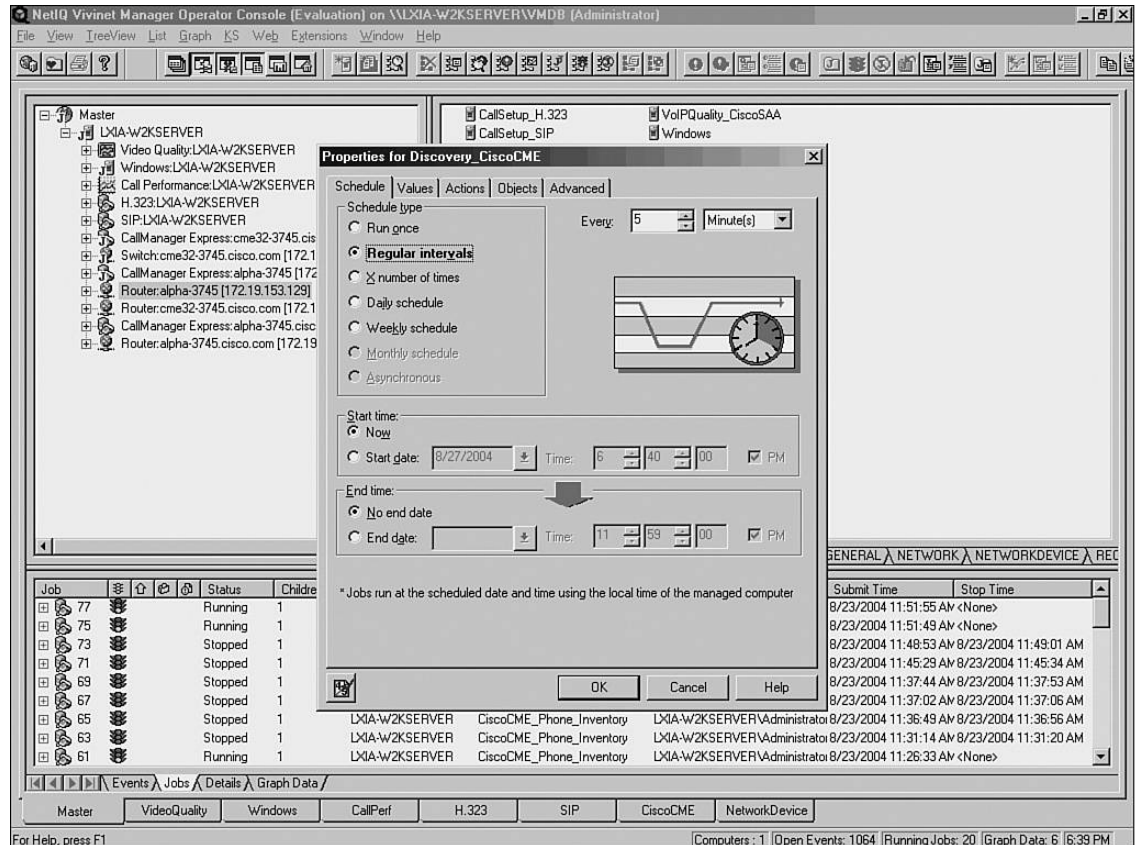 NetIQ Vivinet Manager Operator Console (Evaluation) on \\LXIA-W2KSERVER\VMDB (Administrator)
File View TreeView List Graph KS Web Extensions Window Help
Master
LXIA-W2KSERVER
Video Quality:LXIA-W2KSERVER
Windows:LXIA-W2KSERVER
Call Performance:LXIA-W2KSERVER
H.323:LXIA-W2KSERVER
SIP:LXIA-W2KSERVER
CallManager Express:cme32-3745.cis
Switch:cme32-3745.cisco.com [172.1
CallManager Express:alpha-3745 [172
Router:alpha-3745 [172.19.153.129]
Router:cme32-3745.cisco.com [172.1
CallManager Express:alpha-3745.cisc
Router:alpha-3745.cisco.com [172.19
CallSetup_H.323 VoIPQuality_CiscoSAA
CallSetup_SIP Windows
Properties for Discovery_CiscoCME
Schedule Values Actions Objects Advanced
Schedule type
Run once
Regular intervals
X number of times
Daily schedule
Weekly schedule
Monthly schedule
Asynchronous
Every: 5 Minute(s)
Start time:
Now
Start date: 8/27/2004 Time: 6 40 00 PM
End time:
No end date
End date: Time: 11 59 00 PM
* Jobs run at the scheduled date and time using the local time of the managed computer
OK Cancel Help
GENERAL NETWORK NETWORKDEVICE REC
Job Status Childre Submit Time Stop Time
77 Running 1 8/23/2004 11:51:55 AM <None>
75 Running 1 8/23/2004 11:51:49 AM <None>
73 Stopped 1 8/23/2004 11:48:53 AM 8/23/2004 11:49:01 AM
71 Stopped 1 8/23/2004 11:45:29 AM 8/23/2004 11:45:34 AM
69 Stopped 1 8/23/2004 11:37:44 AM 8/23/2004 11:37:53 AM
67 Stopped 1 8/23/2004 11:37:02 AM 8/23/2004 11:37:06 AM
65 Stopped 1 LXIA-W2KSERVER CiscoCME_Phone_Inventory LXIA-W2KSERVER\Administrator 8/23/2004 11:36:49 AM 8/23/2004 11:36:56 AM
63 Stopped 1 LXIA-W2KSERVER CiscoCME_Phone_Inventory LXIA-W2KSERVER\Administrator 8/23/2004 11:31:14 AM 8/23/2004 11:31:20 AM
61 Running 1 LXIA-W2KSERVER CiscoCME_Phone_Inventory LXIA-W2KSERVER\Administrator 8/23/2004 11:26:33 AM <None>
Events Jobs Details Graph Data
Master VideoQuality Windows CallPerf H.323 SIP CiscoCME NetworkDevice
For Help, press F1 Computers : 1 Open Events: 1064 Running Jobs: 20 Graph Data: 6 6:39 PM